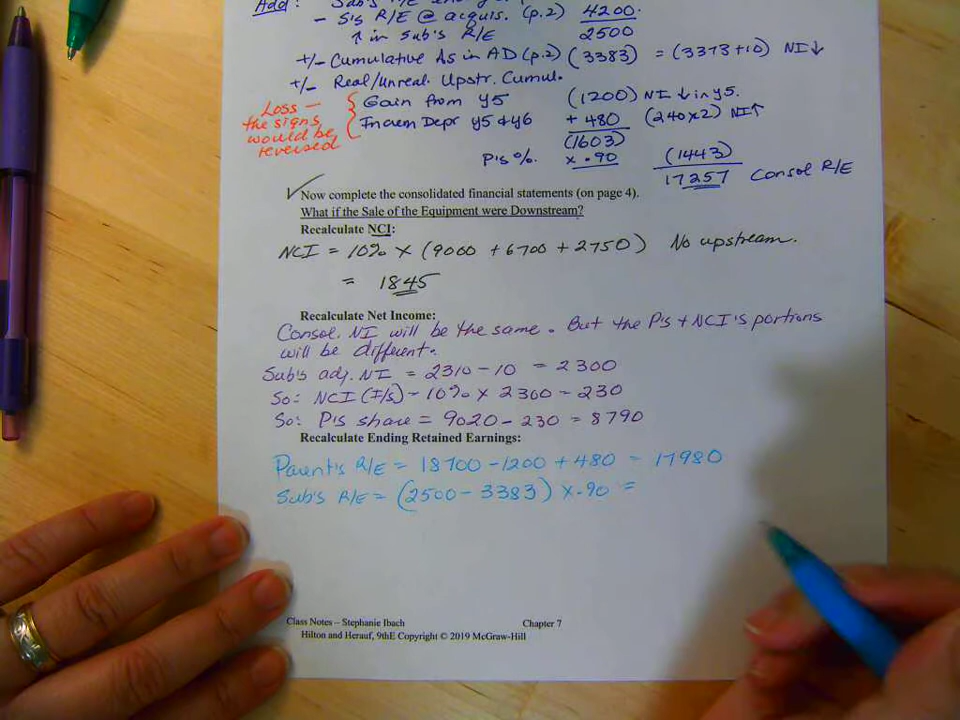 Add:
- S's R/E @ acquis. (p.2) 4200
↑ in Sub's R/E 2500
+/- Cumulative Δs in AD (p.2) (3383) = (3373+10) NI↓
+/- Real/Unreal. Upstr. Cumul.
Loss – the signs would be reversed
Gain from Y5 (1200) NI ↓ in Y5.
Increm Depr Y5 & Y6 + 480 (240x2) NI↑
(1603)
P's %. x .90 (1443)
17257 Consol R/E
✓ Now complete the consolidated financial statements (on page 4).
What if the Sale of the Equipment were Downstream?
Recalculate NCI:
NCI = 10% x (9000 + 6700 + 2750) No upstream.
= 1845
Recalculate Net Income:
Consol. NI will be the same. But the P's + NCI's portions
will be different.
Sub's adj. NI = 2310 - 10 = 2300
So: NCI (I/S) = 10% x 2300 = 230
So: P's share = 9020 - 230 = 8790
Recalculate Ending Retained Earnings:
Parent's R/E = 18700 - 1200 + 480 = 17980
Sub's R/E = (2500 - 3383) x .90 =
Class Notes – Stephanie Ibach Chapter 7
Hilton and Herauf, 9thE Copyright © 2019 McGraw-Hill